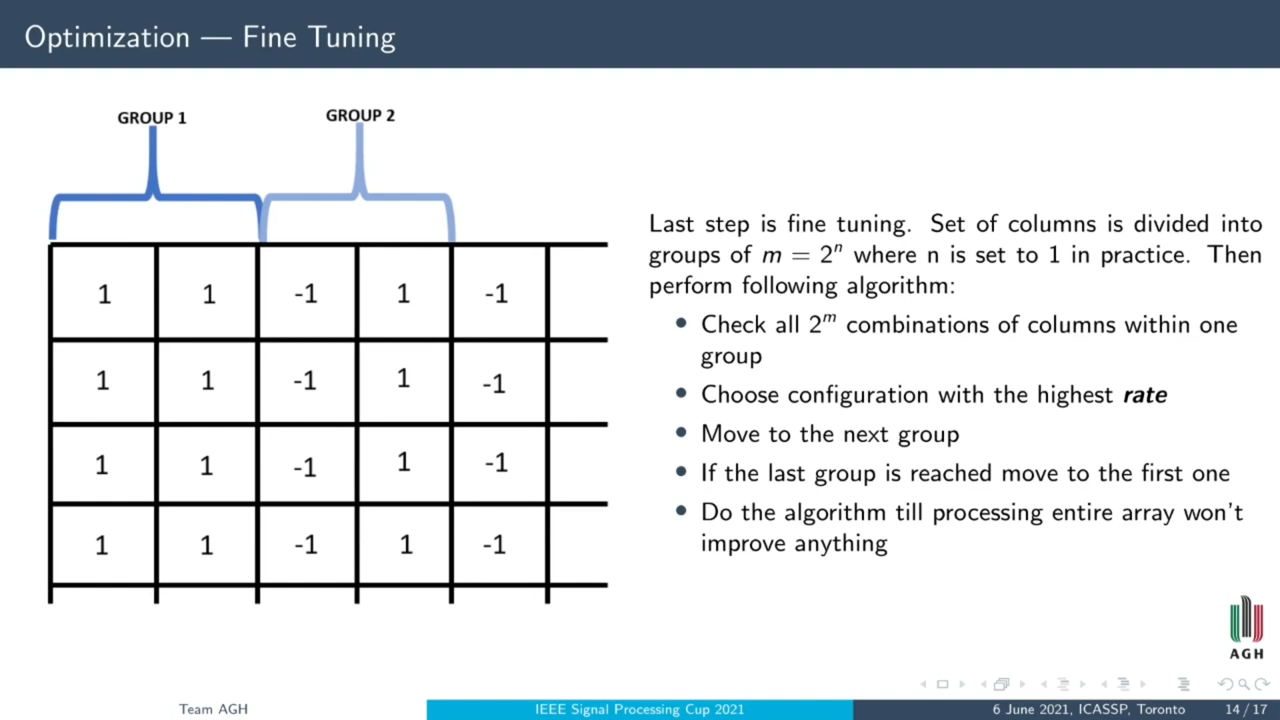 Optimization — Fine Tuning
GROUP 1
GROUP 2
1 1 -1 1 -1
1 1 -1 1 -1
1 1 -1 1 -1
1 1 -1 1 -1
Last step is fine tuning. Set of columns is divided into
groups of m = 2ⁿ where n is set to 1 in practice. Then
perform following algorithm:
• Check all 2ᵐ combinations of columns within one
group
• Choose configuration with the highest rate
• Move to the next group
• If the last group is reached move to the first one
• Do the algorithm till processing entire array won't
improve anything
AGH
Team AGH
IEEE Signal Processing Cup 2021
6 June 2021, ICASSP, Toronto
14 / 17